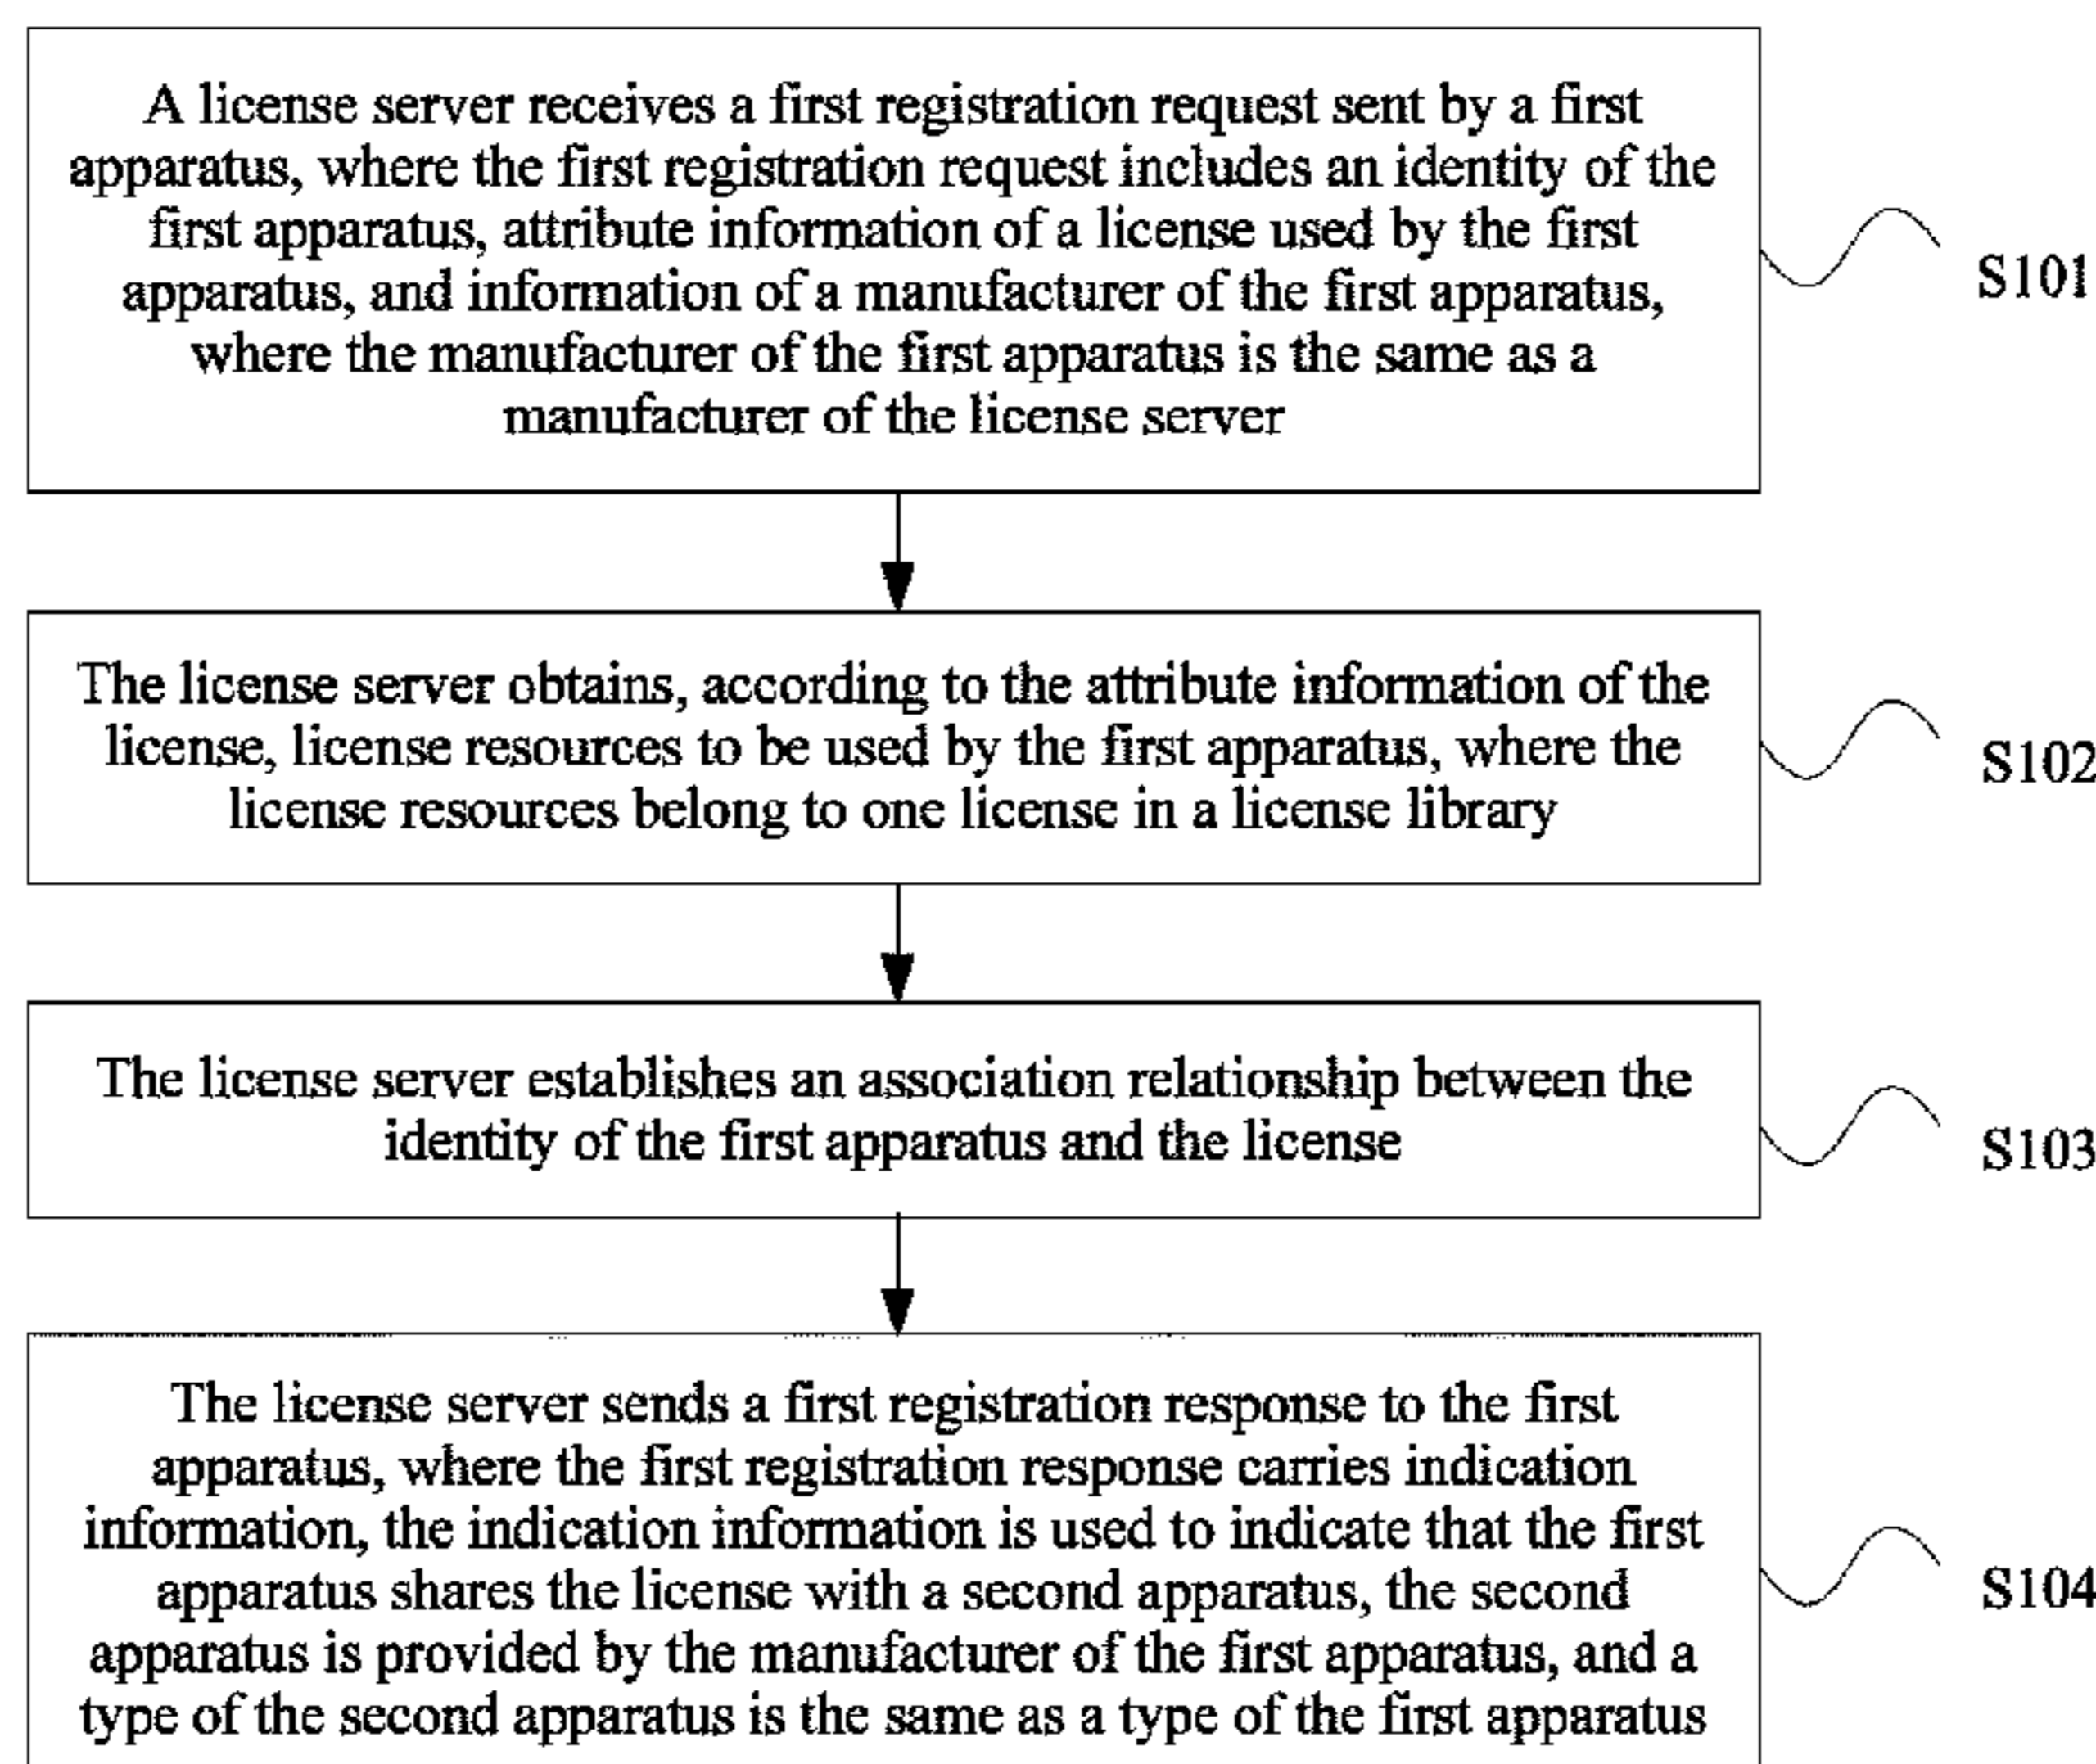 A license server receives a first registration request sent by a first
apparatus, where the first registration request includes an identity of the
first apparatus, attribute information of a license used by the first
apparatus, and information of a manufacturer of the first apparatus,
where the manufacturer of the first apparatus is the same as a
manufacturer of the license server
S101
The license server obtains, according to the attribute information of the
license, license resources to be used by the first apparatus, where the
license resources belong to one license in a license library
S102
The license server establishes an association relationship between the
identity of the first apparatus and the license
S103
The license server sends a first registration response to the first
apparatus, where the first registration response carries indication
information, the indication information is used to indicate that the first
apparatus shares the license with a second apparatus, the second
apparatus is provided by the manufacturer of the first apparatus, and a
type of the second apparatus is the same as a type of the first apparatus
S104